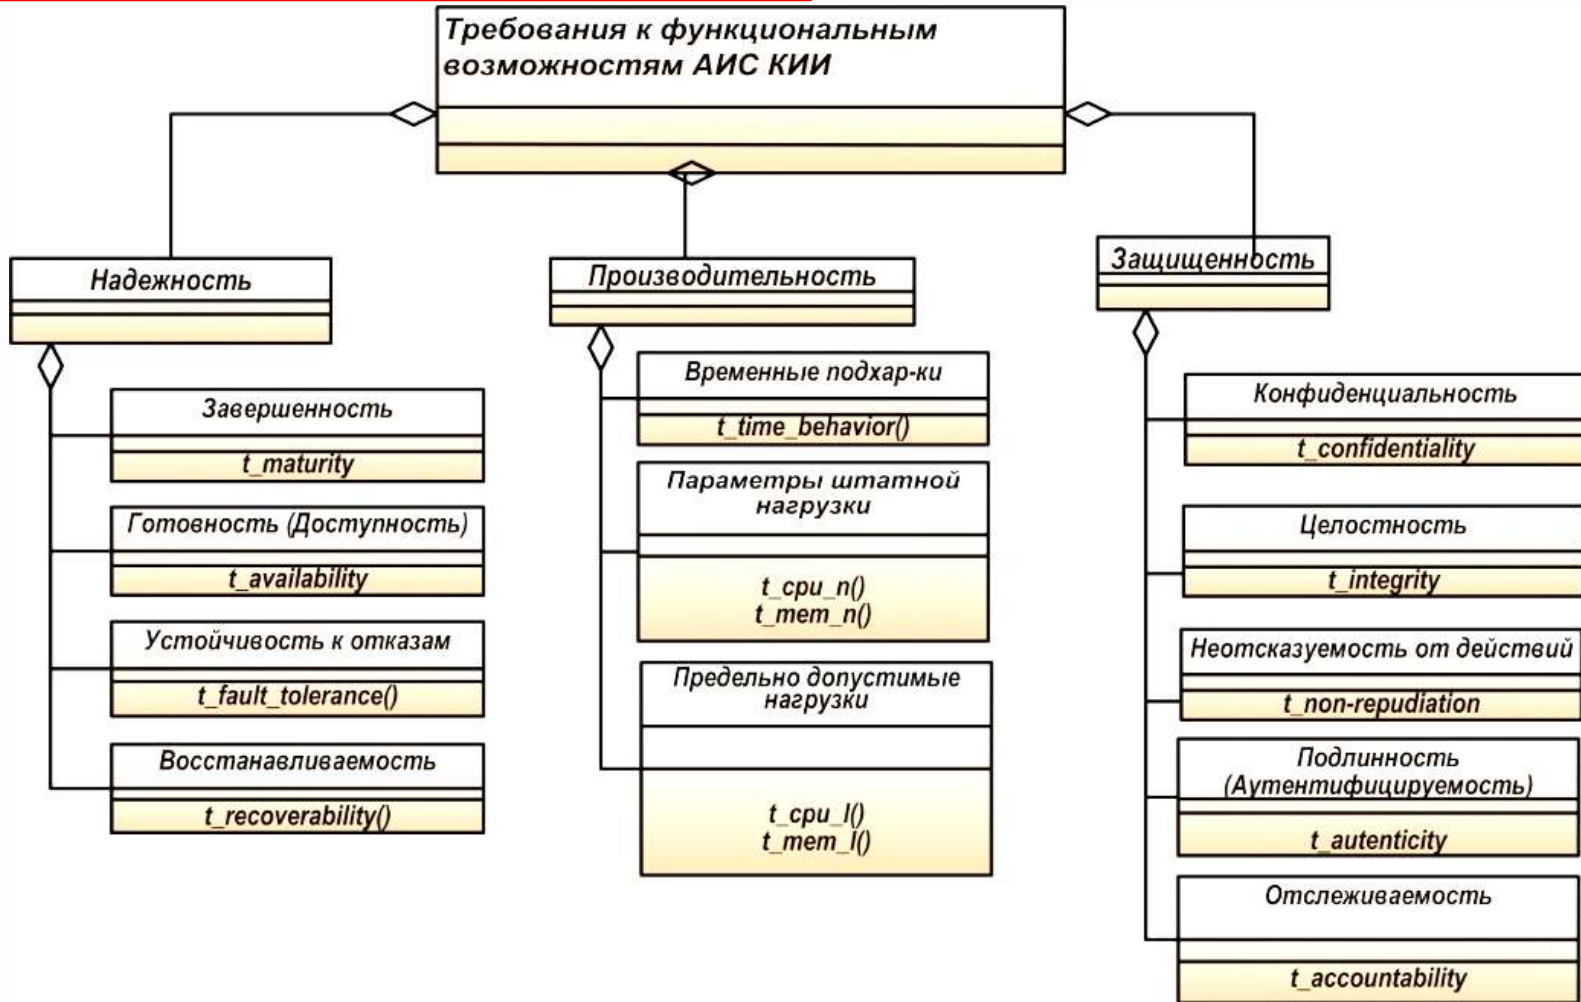 Требования к функциональным
возможностям АИС КИИ
Надежность
Завершенность
t_maturity
Готовность (Доступность)
t_availability
Устойчивость к отказам
t_fault_tolerance()
Восстанавливаемость
t_recoverability()
Производительность
Временные подхар-ки
t_time_behavior()
Параметры штатной
нагрузки
t_cpu_n()
t_mem_n()
Предельно допустимые
нагрузки
t_cpu_l()
t_mem_l()
Защищенность
Конфиденциальность
t_confidentiality
Целостность
t_integrity
Неотсказуемость от действий
t_non-repudiation
Подлинность
(Аутентифицируемость)
t_autenticity
Отслеживаемость
t_accountability